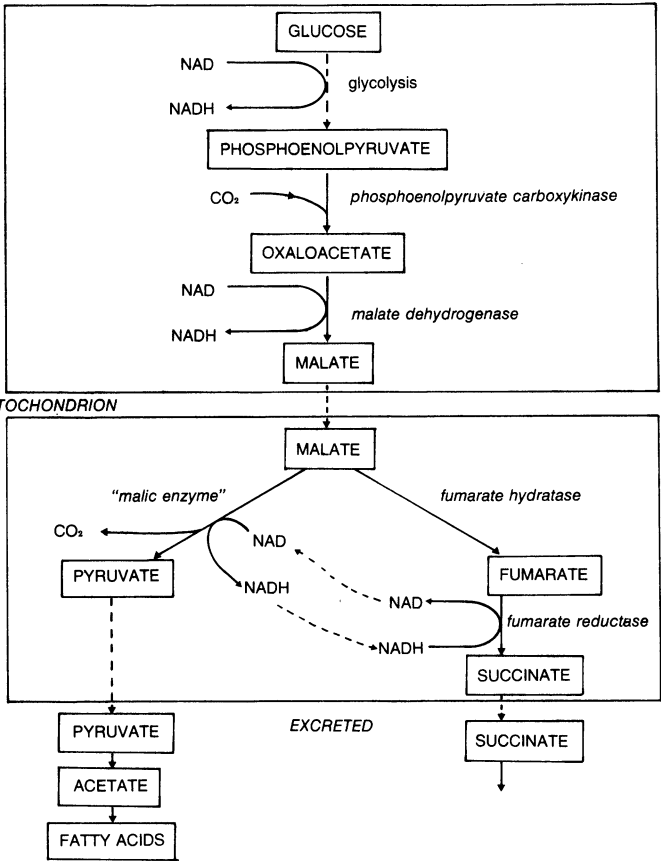 GLUCOSE
NAD
glycolysis
NADH
PHOSPHOENOLPYRUVATE
CO₂
phosphoenolpyruvate carboxykinase
OXALOACETATE
NAD
malate dehydrogenase
NADH
MALATE
TOCHONDRION
MALATE
"malic enzyme"
fumarate hydratase
CO₂
NAD
PYRUVATE
FUMARATE
NADH
NAD
fumarate reductase
NADH
SUCCINATE
EXCRETED
PYRUVATE
SUCCINATE
ACETATE
FATTY ACIDS